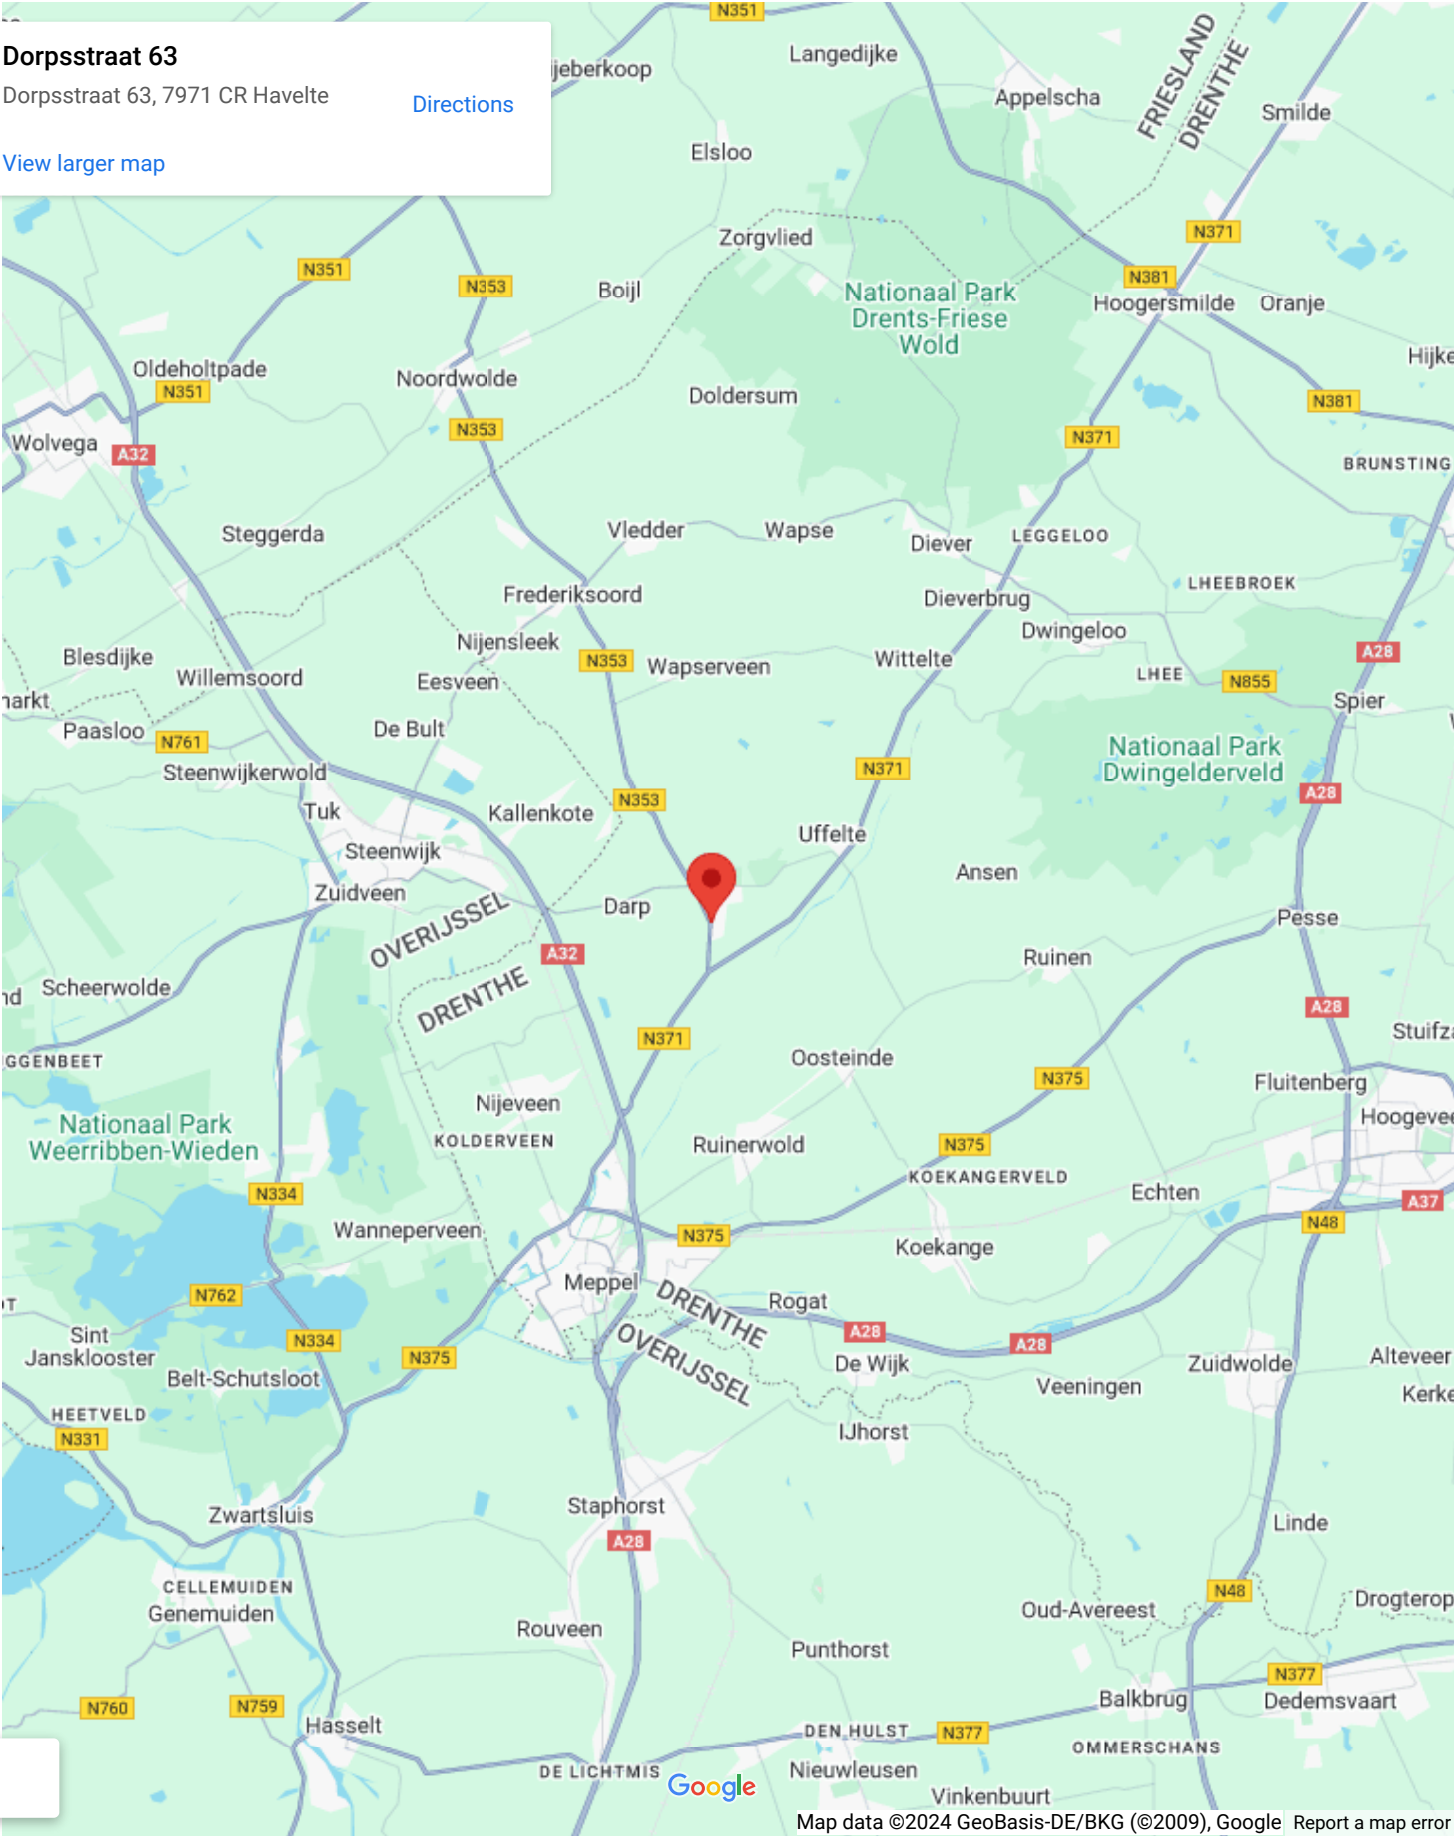 Dorpsstraat 63
Dorpsstraat 63, 7971 CR Havelte
Directions
View larger map
N351
ijeberkoop
Langedijke
Appelscha
FRIESLAND
DRENTHE
Smilde
Elsloo
Zorgvlied
N371
N351
N353
Boijl
Nationaal Park
Drents-Friese
Wold
N381
Hoogersmilde
Oranje
Hijke
Oldeholtpade
N351
Noordwolde
Doldersum
N381
N353
N371
Wolvega
A32
BRUNSTING
Steggerda
Vledder
Wapse
Diever
LEGGELOO
LHEEBROEK
Frederiksoord
Dieverbrug
Dwingeloo
Nijensleek
Blesdijke
N353
Wapserveen
Wittelte
A28
Willemsoord
Eesveen
LHEE
N855
Spier
markt
Paasloo
N761
De Bult
Nationaal Park
Dwingelderveld
Steenwijkerwold
N371
A28
N353
Tuk
Kallenkote
Uffelte
Steenwijk
Ansen
Zuidveen
Darp
OVERIJSSEL
DRENTHE
A32
Pesse
Ruinen
nd
Scheerwolde
A28
N371
Stuifza
GGENBEET
Oosteinde
N375
Fluitenberg
Nationaal Park
Weerribben-Wieden
Nijeveen
Hoogevee
KOLDERVEEN
Ruinerwold
N375
KOEKANGERVELD
Echten
N334
A37
Wanneperveen
N375
Koekange
N48
Meppel
N762
DRENTHE
OVERIJSSEL
Rogat
A28
A28
Sint
Jansklooster
N334
N375
De Wijk
Zuidwolde
Alteveer
Belt-Schutsloot
Veeningen
Kerke
HEETVELD
N331
IJhorst
Staphorst
Zwartsluis
A28
Linde
CELLEMUIDEN
Genemuiden
N48
Drogterop
Oud-Avereest
Rouveen
Punthorst
N377
N760
N759
Balkbrug
Dedemsvaart
Hasselt
DEN HULST
N377
OMMERSCHANS
DE LICHTMIS
Google
Nieuwleusen
Vinkenbuurt
Map data ©2024 GeoBasis-DE/BKG (©2009), Google
Report a map error